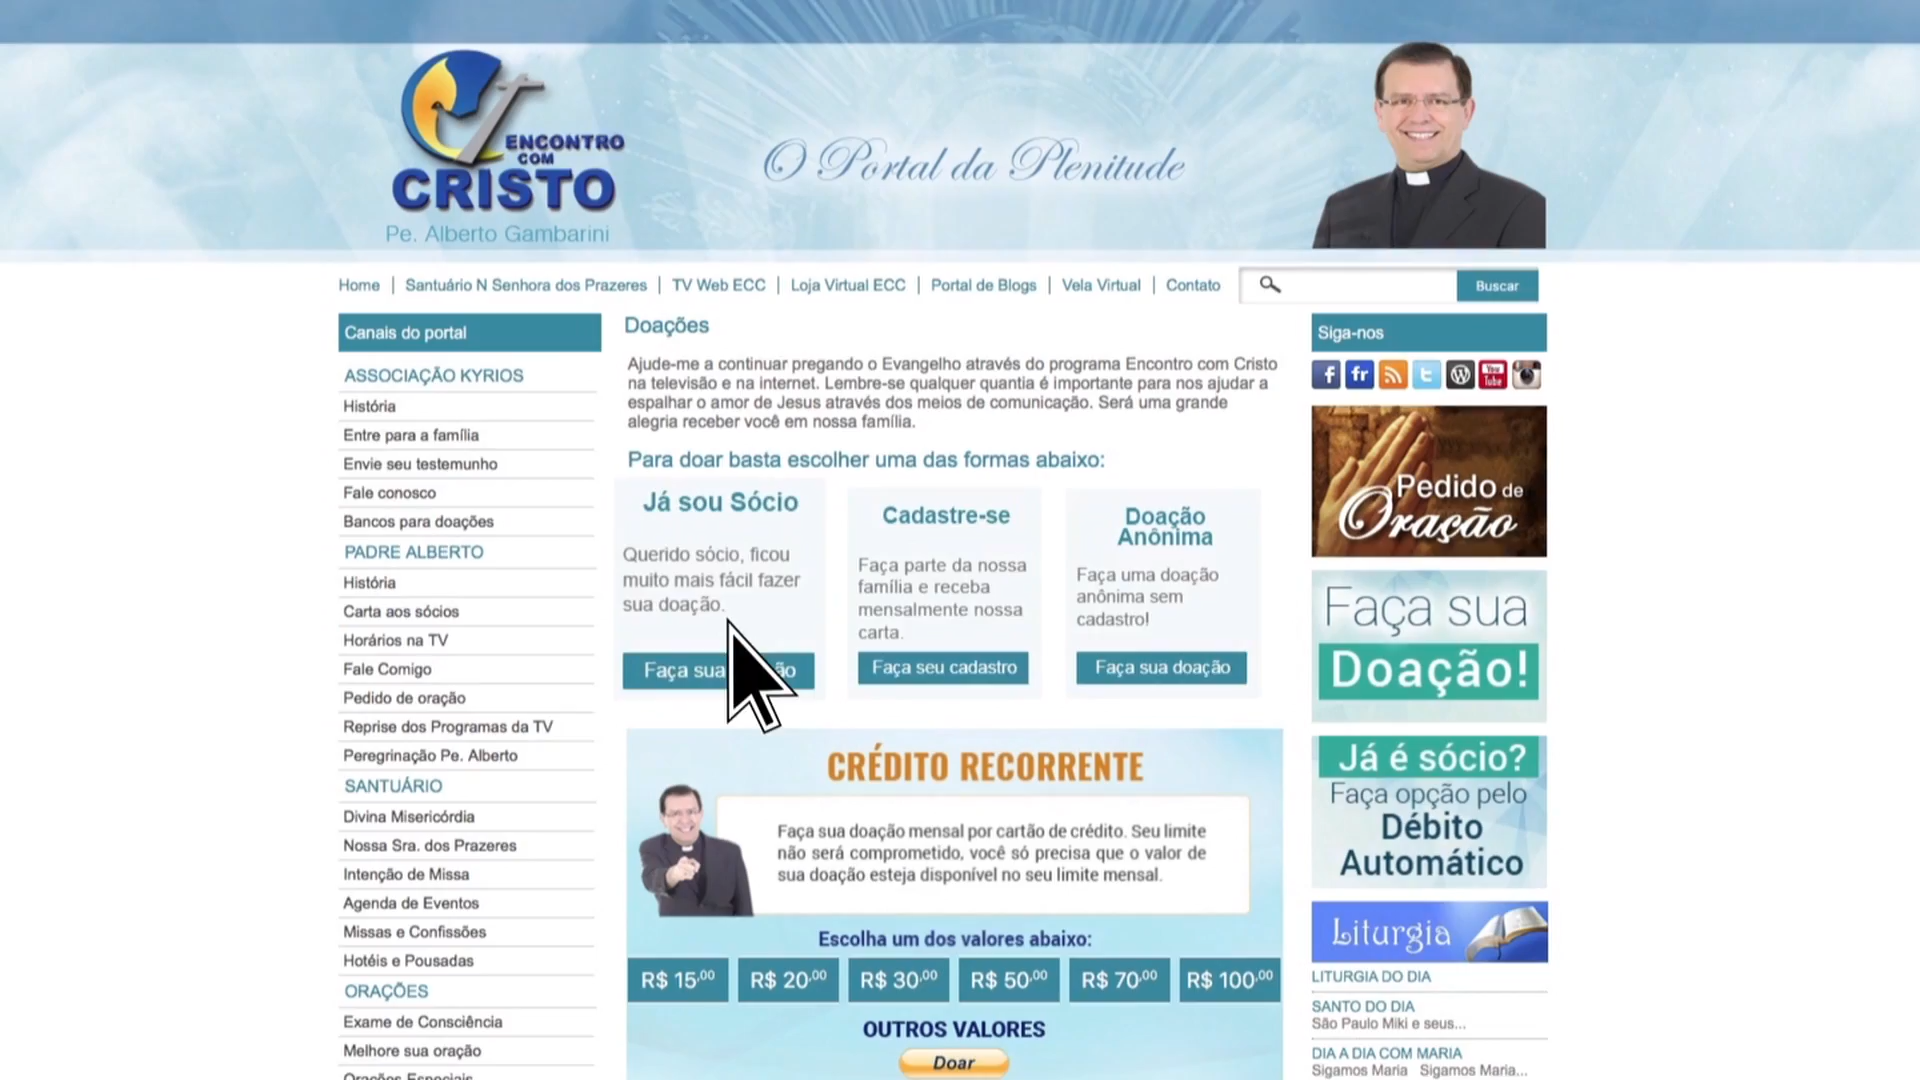 ENCONTRO
COM
CRISTO
Pe. Alberto Gambarini
O Portal da Plenitude
Home | Santuário N Senhora dos Prazeres | TV Web ECC | Loja Virtual ECC | Portal de Blogs | Vela Virtual | Contato
Buscar
Canais do portal
ASSOCIAÇÃO KYRIOS
História
Entre para a família
Envie seu testemunho
Fale conosco
Bancos para doações
PADRE ALBERTO
História
Carta aos sócios
Horários na TV
Fale Comigo
Pedido de oração
Reprise dos Programas da TV
Peregrinação Pe. Alberto
SANTUÁRIO
Divina Misericórdia
Nossa Sra. dos Prazeres
Intenção de Missa
Agenda de Eventos
Missas e Confissões
Hotéis e Pousadas
ORAÇÕES
Exame de Consciência
Melhore sua oração
Orações Especiais
Doações
Ajude-me a continuar pregando o Evangelho através do programa Encontro com Cristo
na televisão e na internet. Lembre-se qualquer quantia é importante para nos ajudar a
espalhar o amor de Jesus através dos meios de comunicação. Será uma grande
alegria receber você em nossa família.
Para doar basta escolher uma das formas abaixo:
Já sou Sócio
Querido sócio, ficou
muito mais fácil fazer
sua doação.
Faça sua ão
Cadastre-se
Faça parte da nossa
família e receba
mensalmente nossa
carta.
Faça seu cadastro
Doação
Anônima
Faça uma doação
anônima sem
cadastro!
Faça sua doação
CRÉDITO RECORRENTE
Faça sua doação mensal por cartão de crédito. Seu limite
não será comprometido, você só precisa que o valor de
sua doação esteja disponível no seu limite mensal.
Escolha um dos valores abaixo:
R$ 15,00 R$ 20,00 R$ 30,00 R$ 50,00 R$ 70,00 R$ 100,00
OUTROS VALORES
Doar
Siga-nos
f fr t W You Tube
Pedido de
Oração
Faça sua
Doação!
Já é sócio?
Faça opção pelo
Débito
Automático
Liturgia
LITURGIA DO DIA
SANTO DO DIA
São Paulo Miki e seus...
DIA A DIA COM MARIA
Sigamos Maria Sigamos Maria...